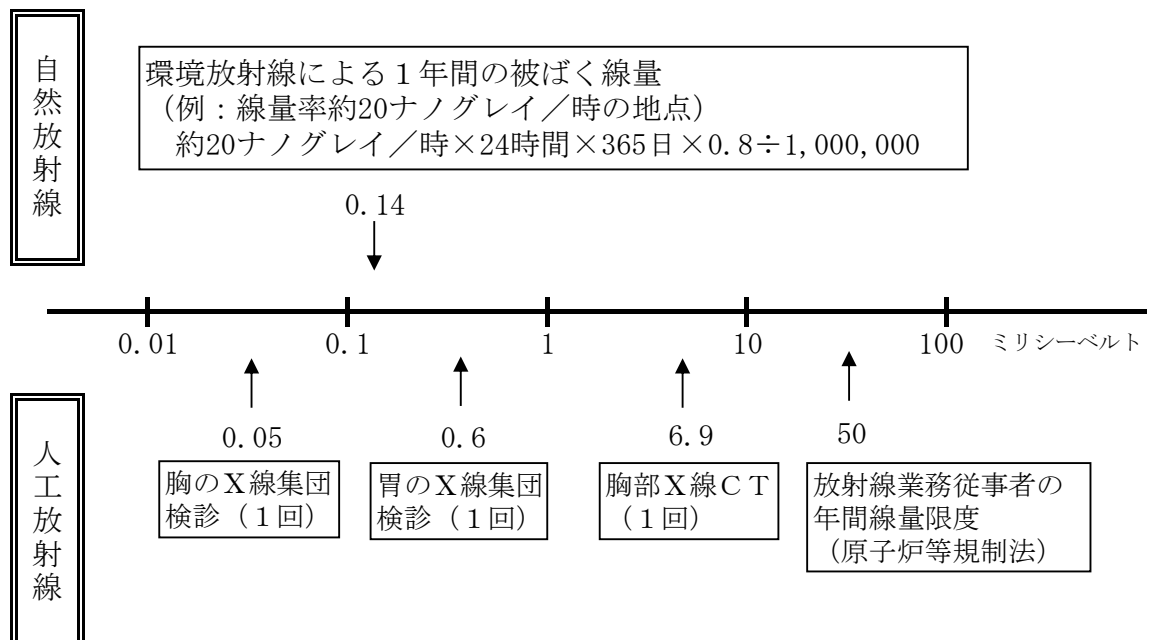 自然放射線
環境放射線による１年間の被ばく線量
（例：線量率約20ナノグレイ／時の地点）
約20ナノグレイ／時×24時間×365日×0.8÷1,000,000
0.14
0.01
0.1
1
10
100
ミリシーベルト
人工放射線
0.05
胸のＸ線集団
検診（１回）
0.6
胃のＸ線集団
検診（１回）
6.9
胸部Ｘ線ＣＴ
（１回）
50
放射線業務従事者の
年間線量限度
（原子炉等規制法）